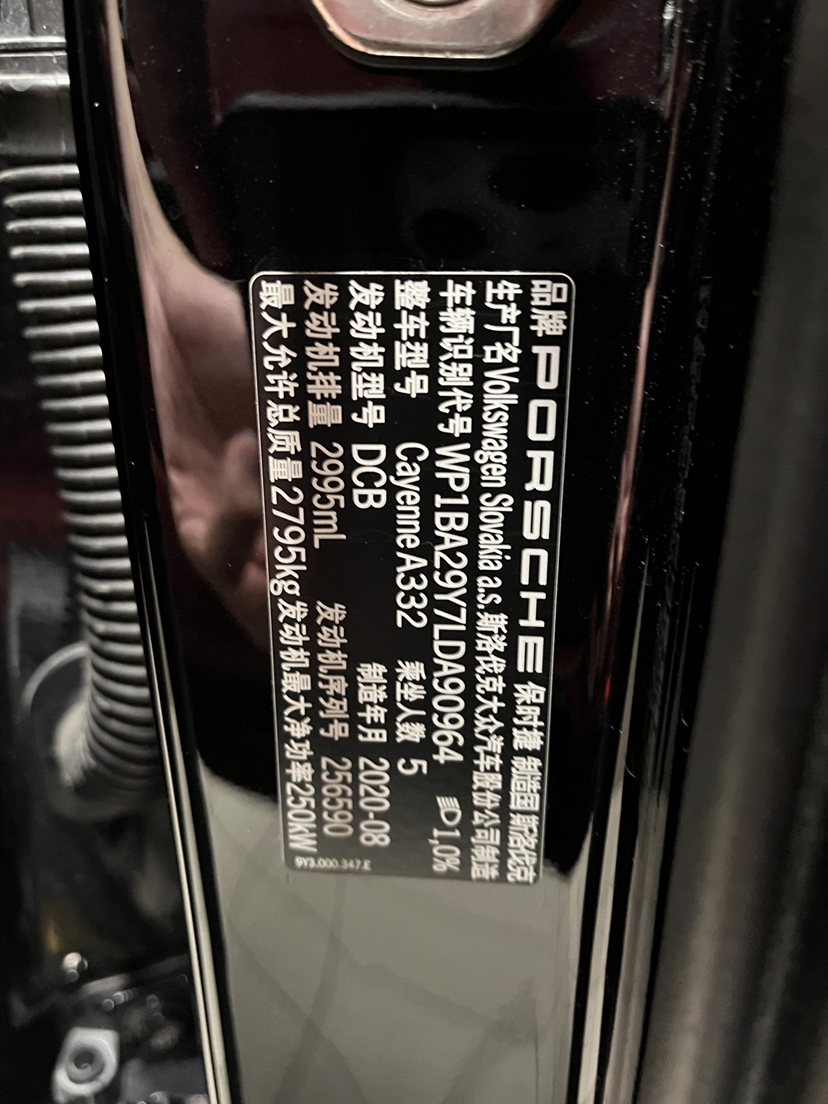 品牌 PORSCHE 保时捷 制造国 斯洛伐克
生产厂名 Volkswagen Slovakia a.s. 斯洛伐克大众汽车股份公司制造
车辆识别代号 WP1BA29Y7LDA90964 1,0%
整车型号 Cayenne A332 乘坐人数 5
发动机型号 DCB 制造年月 2020-08
发动机排量 2995mL 发动机序列号 256590
最大允许总质量 2795kg 发动机最大净功率 250kW
9Y3.000.347.E